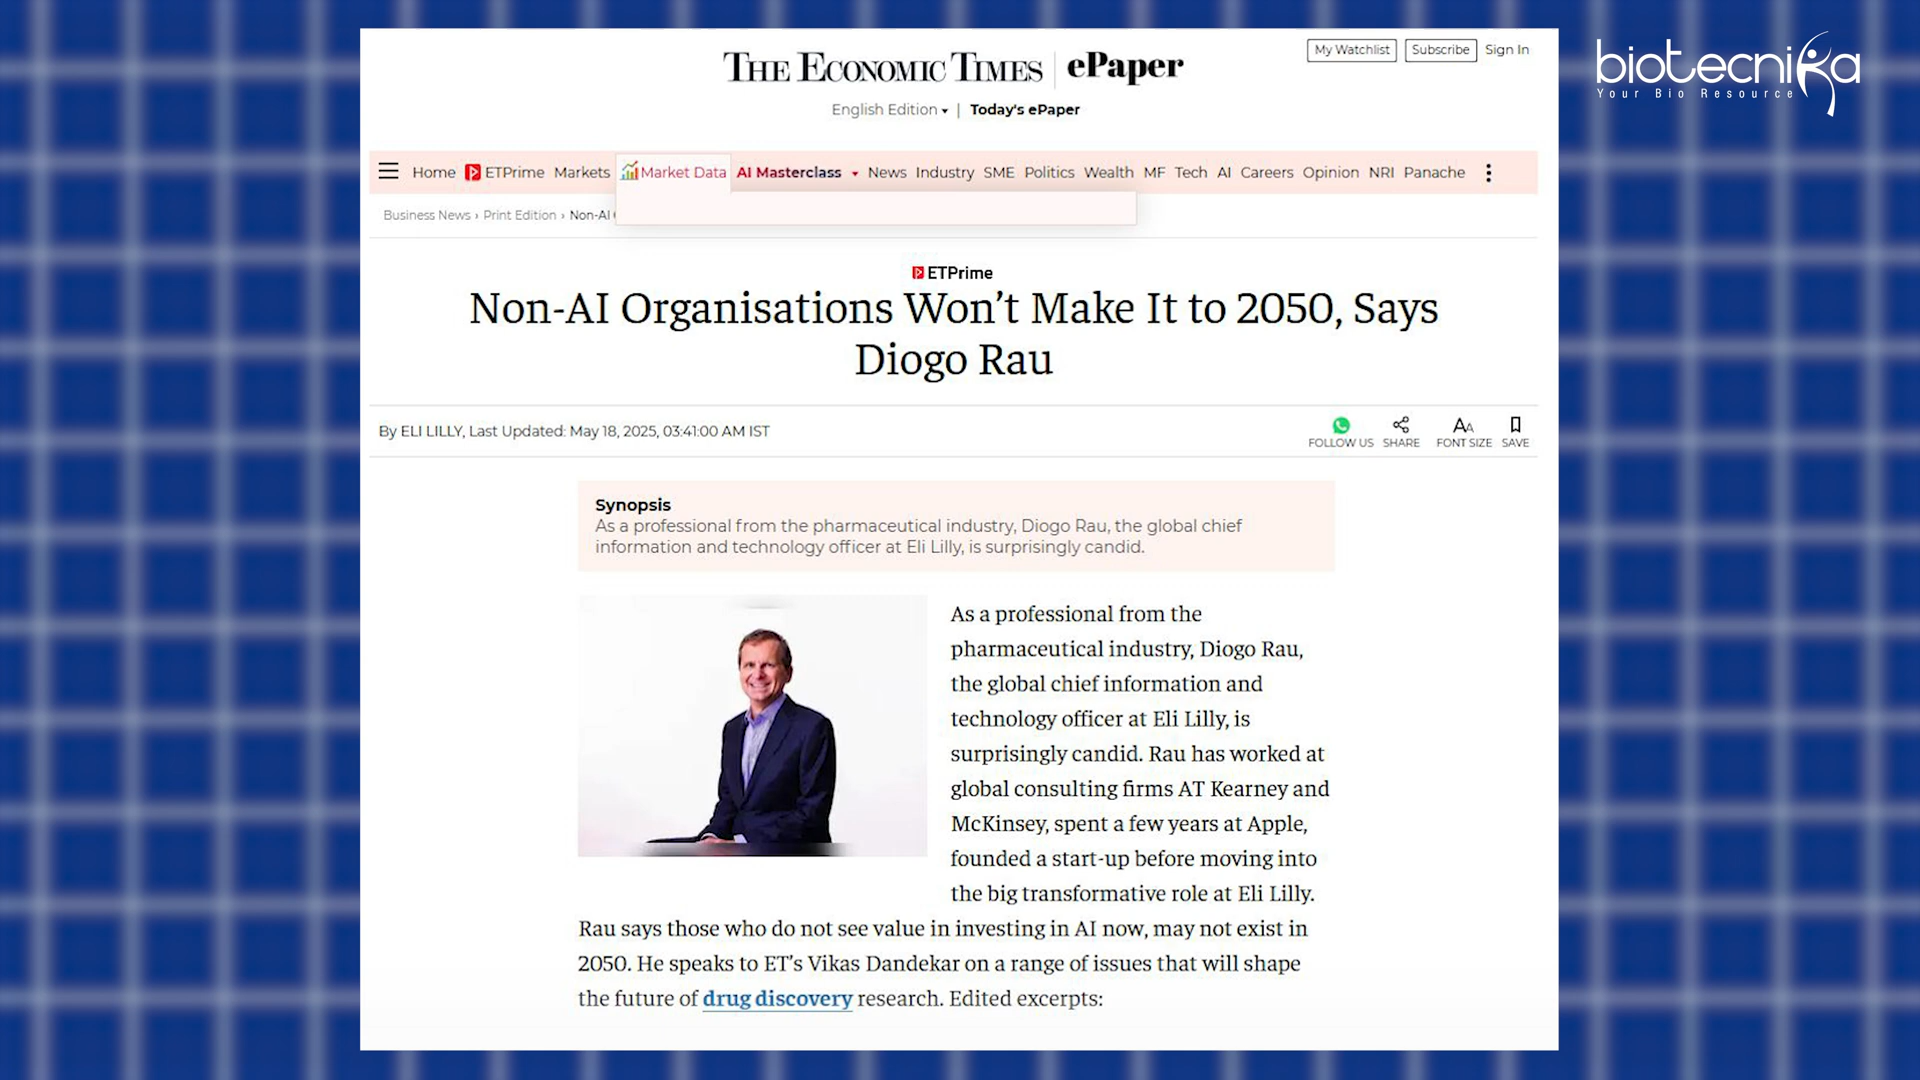 THE ECONOMIC TIMES | ePaper
My Watchlist Subscribe Sign In
biotecnika
Your Bio Resource
English Edition | Today's ePaper
Home ETPrime Markets Market Data AI Masterclass News Industry SME Politics Wealth MF Tech AI Careers Opinion NRI Panache
Business News › Print Edition › Non-AI
ETPrime
Non-AI Organisations Won’t Make It to 2050, Says
Diogo Rau
By ELI LILLY, Last Updated: May 18, 2025, 03:41:00 AM IST
FOLLOW US SHARE FONT SIZE SAVE
Synopsis
As a professional from the pharmaceutical industry, Diogo Rau, the global chief
information and technology officer at Eli Lilly, is surprisingly candid.
As a professional from the
pharmaceutical industry, Diogo Rau,
the global chief information and
technology officer at Eli Lilly, is
surprisingly candid. Rau has worked at
global consulting firms AT Kearney and
McKinsey, spent a few years at Apple,
founded a start-up before moving into
the big transformative role at Eli Lilly.
Rau says those who do not see value in investing in AI now, may not exist in
2050. He speaks to ET’s Vikas Dandekar on a range of issues that will shape
the future of drug discovery research. Edited excerpts: